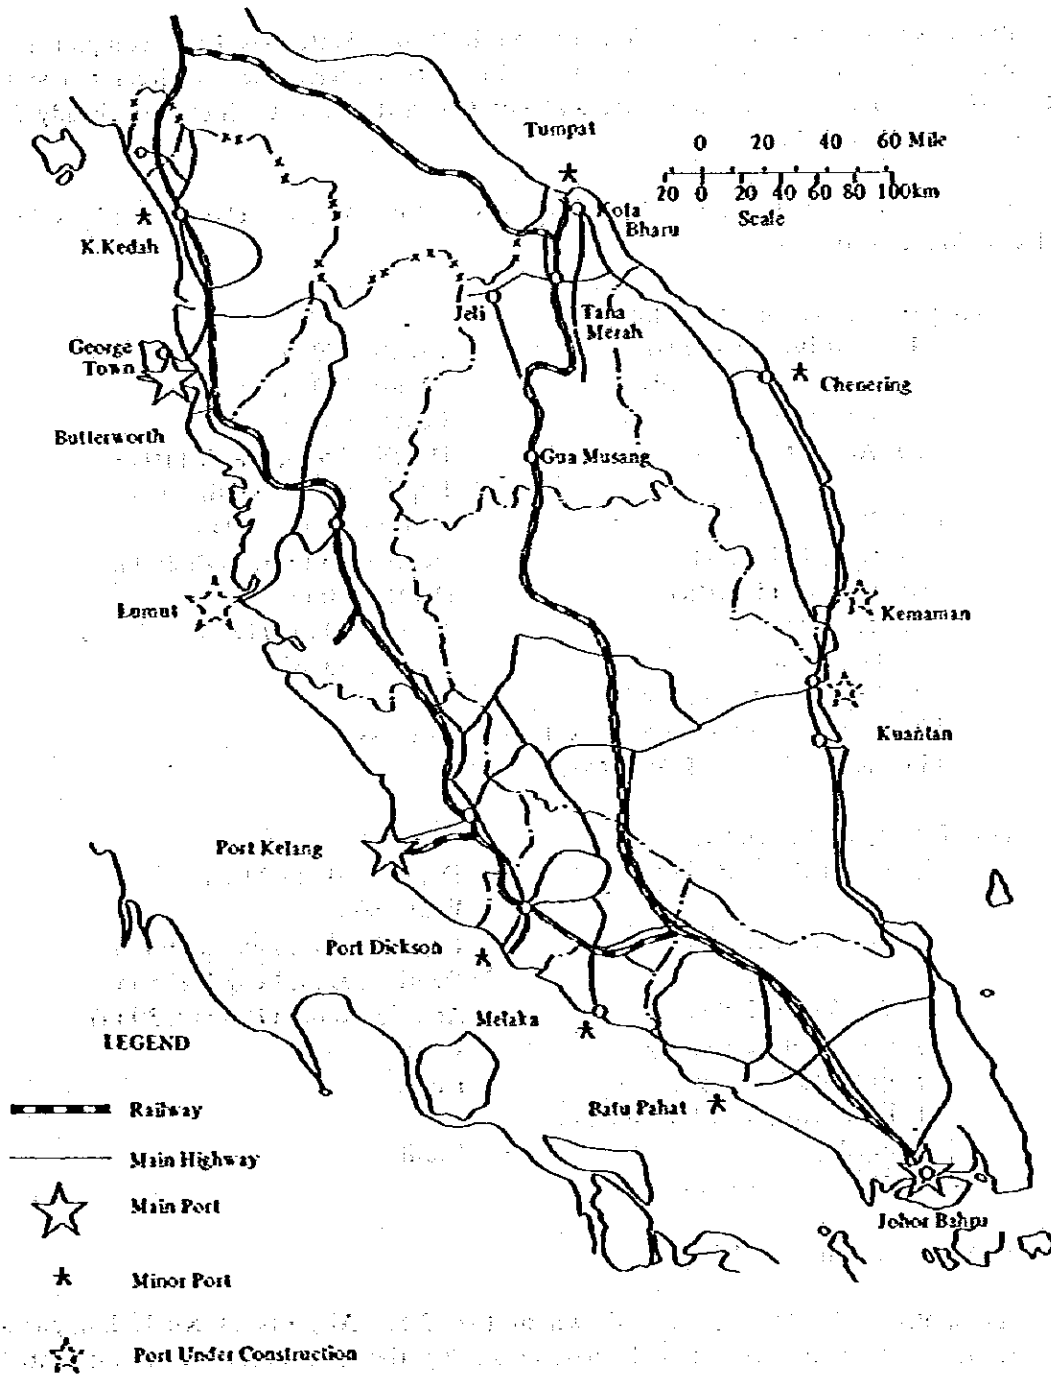 Tumpat
0 20 40 60 Mile
20 0 20 40 60 80 100km
Scale
Kota
Bharu
K.Kedah
Jeli
Tana
Merah
George
Town
Chenering
Butterworth
Gua Musang
Lumut
Kemaman
Kuantan
Port Kelang
Port Dickson
Melaka
LEGEND
Batu Pahat
Railway
Main Highway
Main Port
Johor Bahru
Minor Port
Port Under Construction